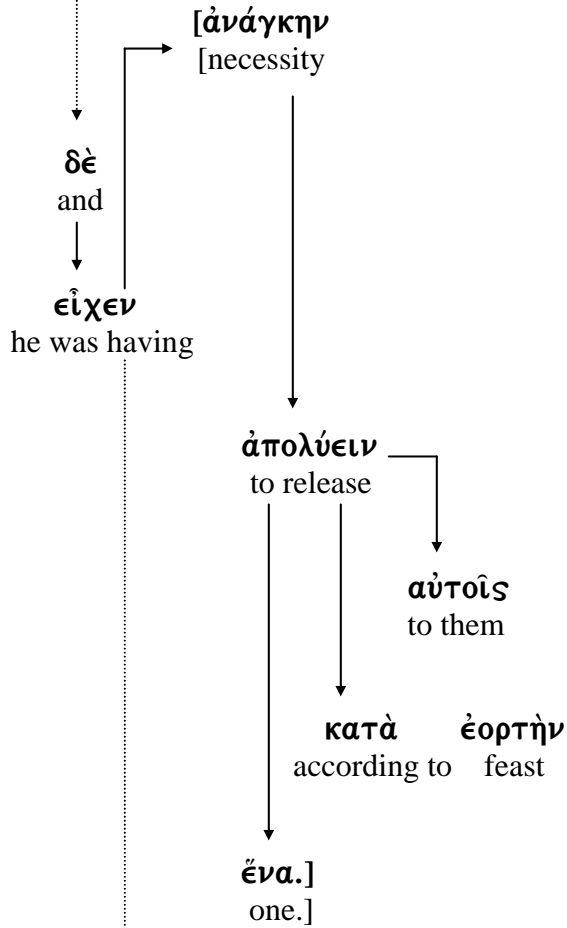 [ἀνάγκην
[necessity
δὲ
and
εἶχεν
he was having
ἀπολύειν
to release
αὐτοῖς
to them
κατὰ ἑορτὴν
according to feast
ἕνα.]
one.]